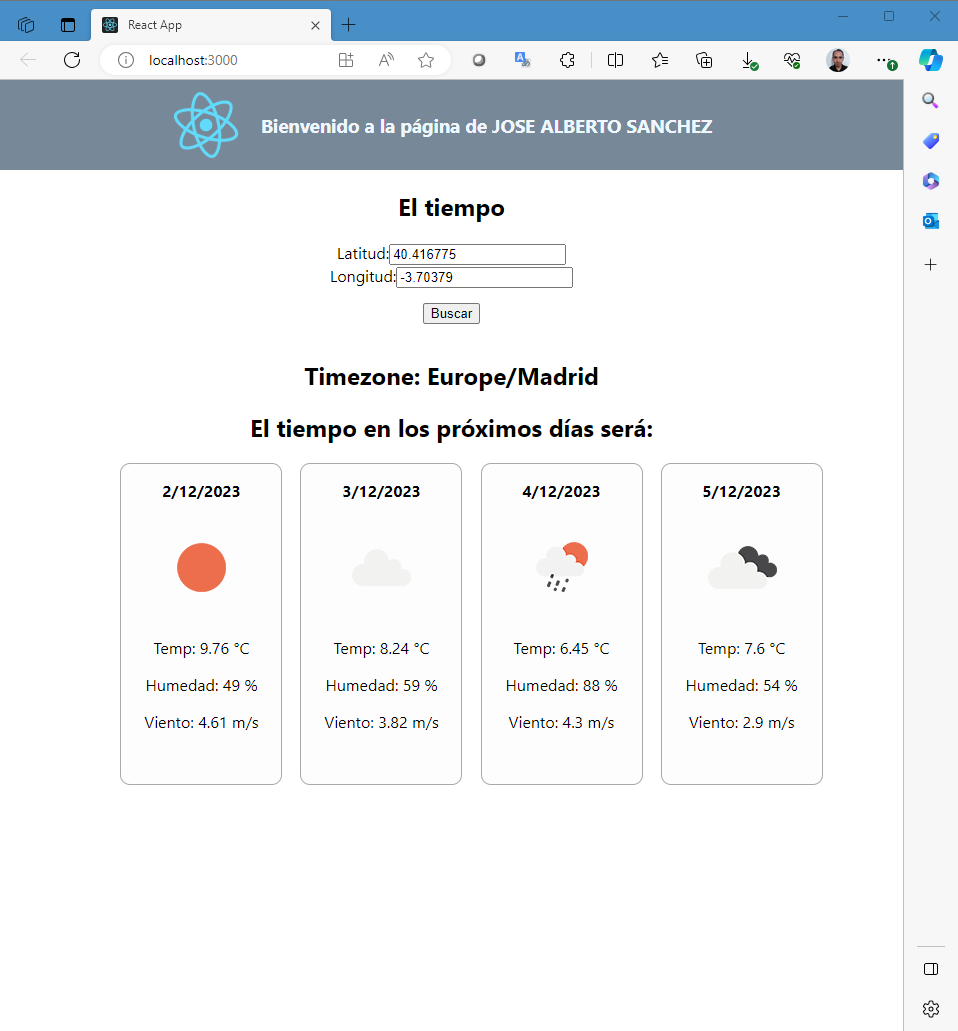 React App
localhost:3000
Bienvenido a la página de JOSE ALBERTO SANCHEZ
El tiempo
Latitud: 40.416775
Longitud: -3.70379
Buscar
Timezone: Europe/Madrid
El tiempo en los próximos días será:
2/12/2023
Temp: 9.76 °C
Humedad: 49 %
Viento: 4.61 m/s
3/12/2023
Temp: 8.24 °C
Humedad: 59 %
Viento: 3.82 m/s
4/12/2023
Temp: 6.45 °C
Humedad: 88 %
Viento: 4.3 m/s
5/12/2023
Temp: 7.6 °C
Humedad: 54 %
Viento: 2.9 m/s